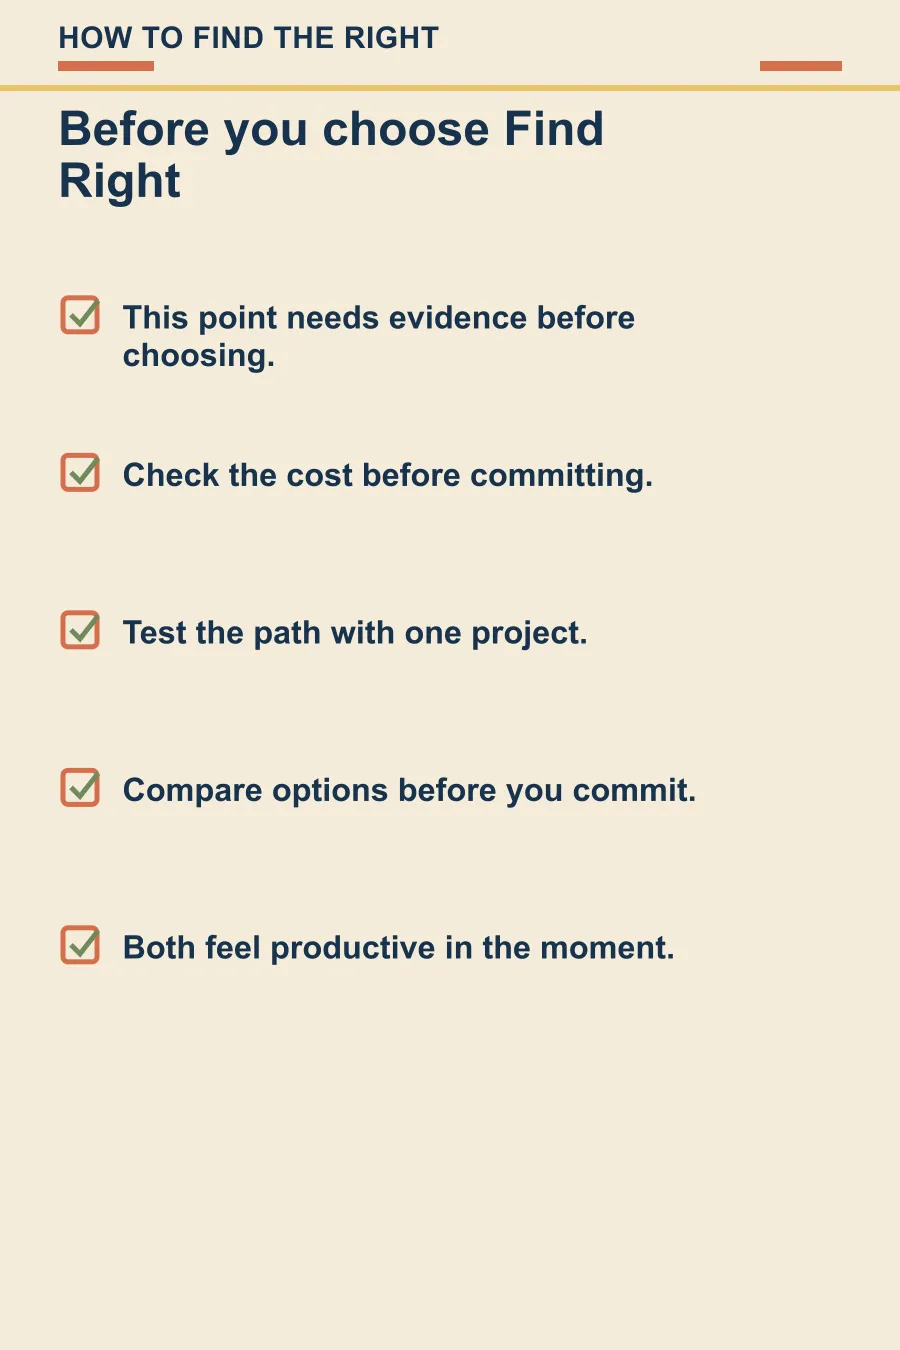 HOW TO FIND THE RIGHT
Before you choose Find
Right
This point needs evidence before
choosing.
Check the cost before committing.
Test the path with one project.
Compare options before you commit.
Both feel productive in the moment.